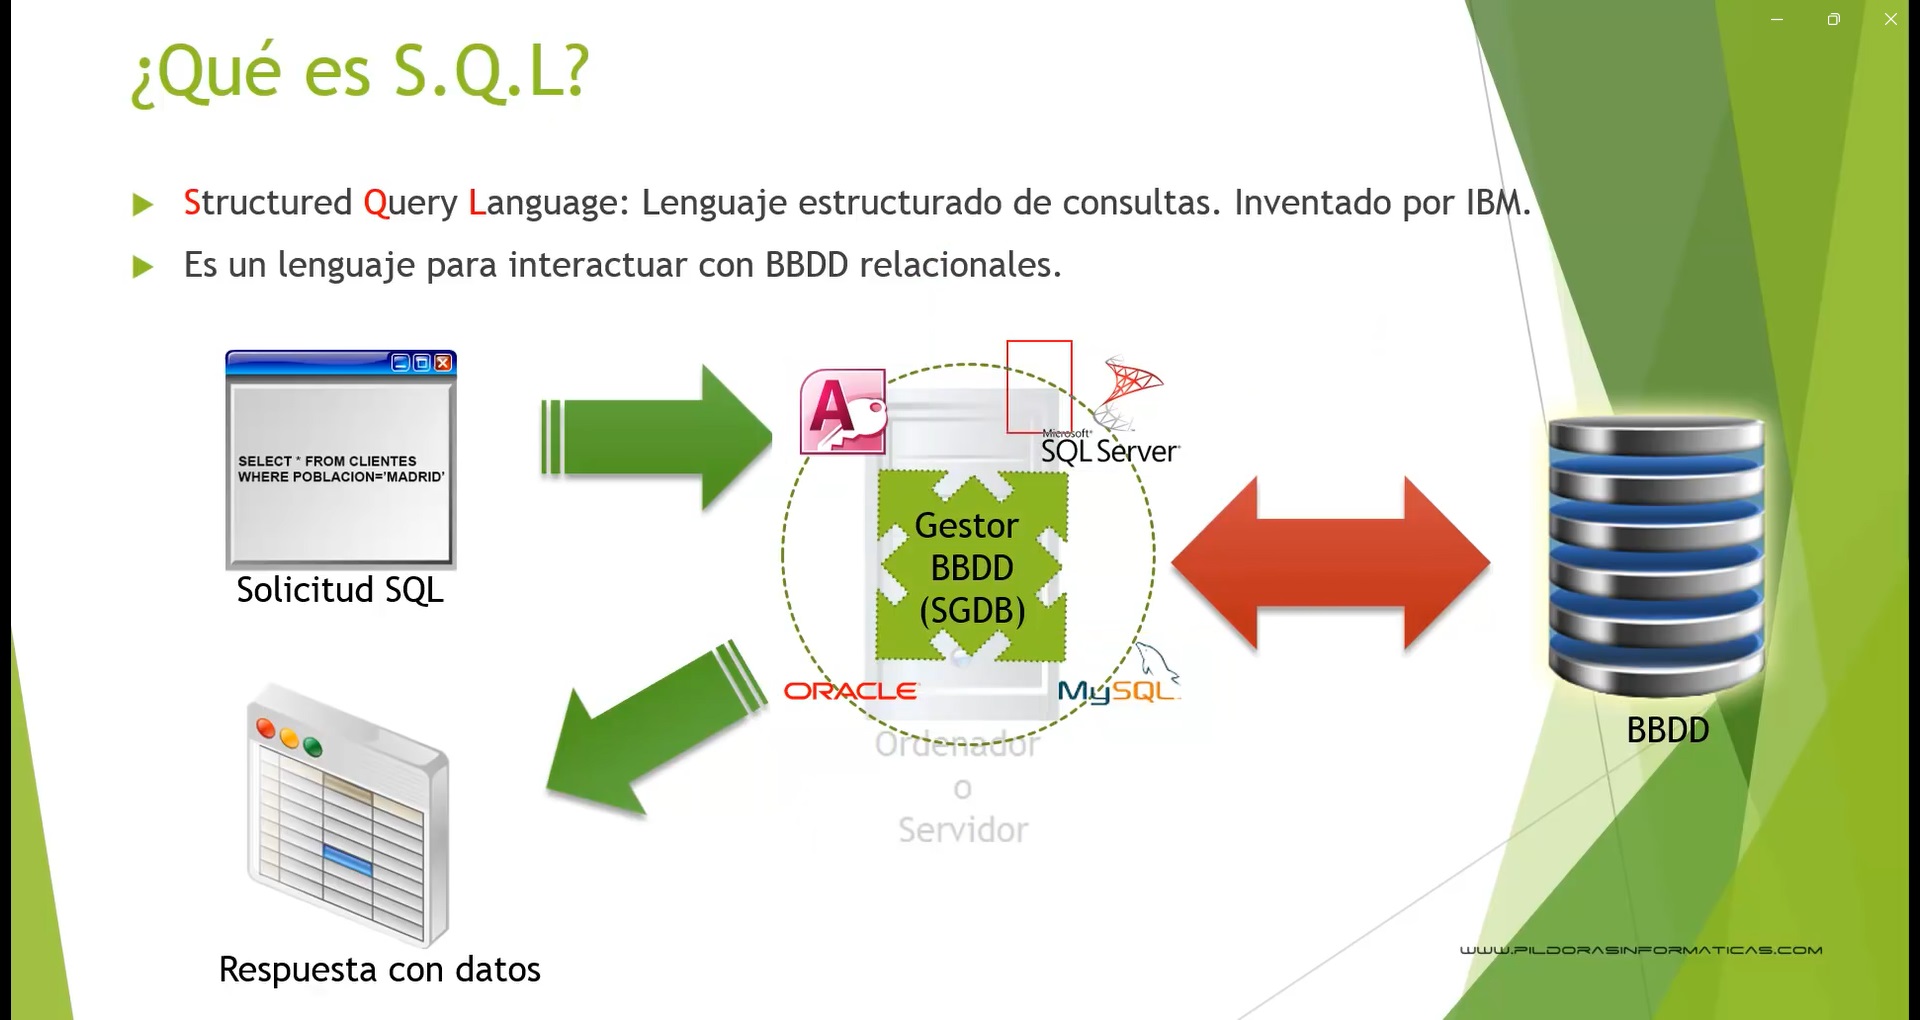 ¿Qué es S.Q.L?
Structured Query Language: Lenguaje estructurado de consultas. Inventado por IBM.
Es un lenguaje para interactuar con BBDD relacionales.
SELECT * FROM CLIENTES
WHERE POBLACION='MADRID'
Solicitud SQL
A
Microsoft®
SQL Server®
Gestor
BBDD
(SGDB)
ORACLE
MySQL
Ordenador
o
Servidor
BBDD
Respuesta con datos
WWW.PILDORASINFORMATICAS.COM